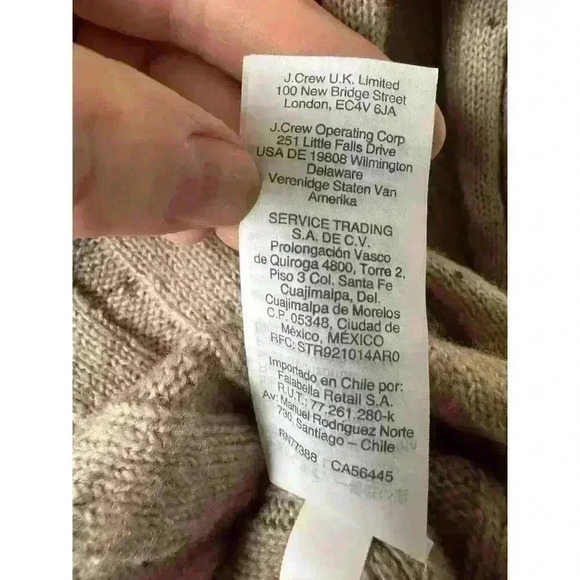 J.Crew U.K. Limited
100 New Bridge Street
London, EC4V 6JA
J.Crew Operating Corp
251 Little Falls Drive
USA DE 19808 Wilmington
Delaware
Verenidge Staten Van
Amerika
SERVICE TRADING
S.A. DE C.V.
Prolongación Vasco
de Quiroga 4800, Torre 2,
Piso 3 Col. Santa Fe
Cuajimalpa, Del.
Cuajimalpa de Morelos
C.P. 05348, Ciudad de
México, MÉXICO
RFC: STR921014AR0
Importado en Chile por:
Falabella Retail S.A.
R.U.T.: 77.261.280-k
Av: Manuel Rodríguez Norte
730, Santiago – Chile
RN77388 | CA56445